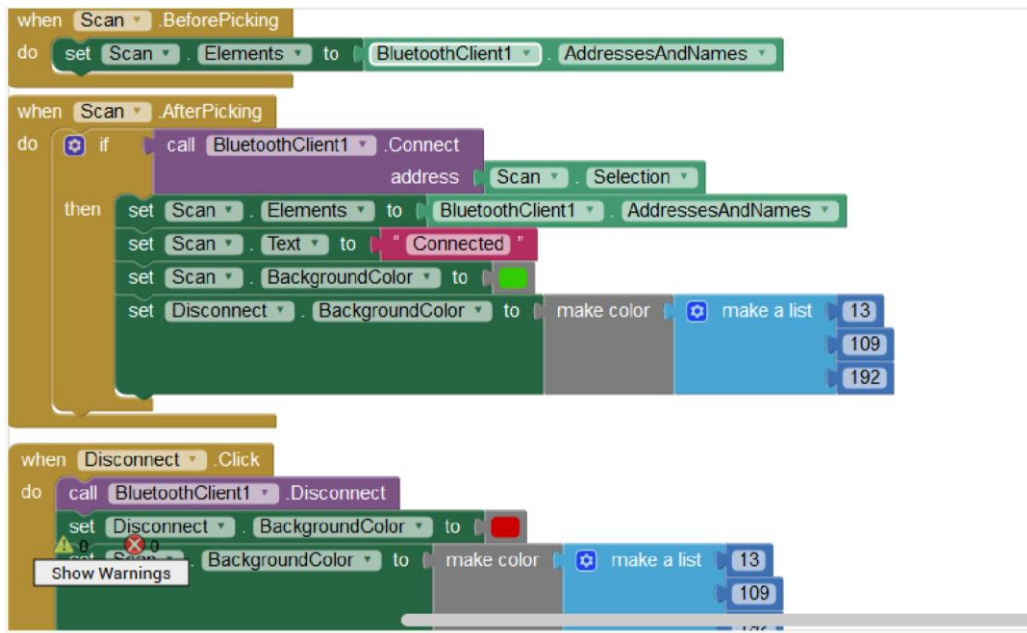 when Scan .BeforePicking
do set Scan . Elements to BluetoothClient1 . AddressesAndNames
when Scan .AfterPicking
do if call BluetoothClient1 .Connect
address Scan . Selection
then set Scan . Elements to BluetoothClient1 . AddressesAndNames
set Scan . Text to " Connected "
set Scan . BackgroundColor to
set Disconnect . BackgroundColor to make color make a list 13
109
192
when Disconnect .Click
do call BluetoothClient1 .Disconnect
set Disconnect . BackgroundColor to
0 0
. BackgroundColor to make color make a list 13
Show Warnings
109